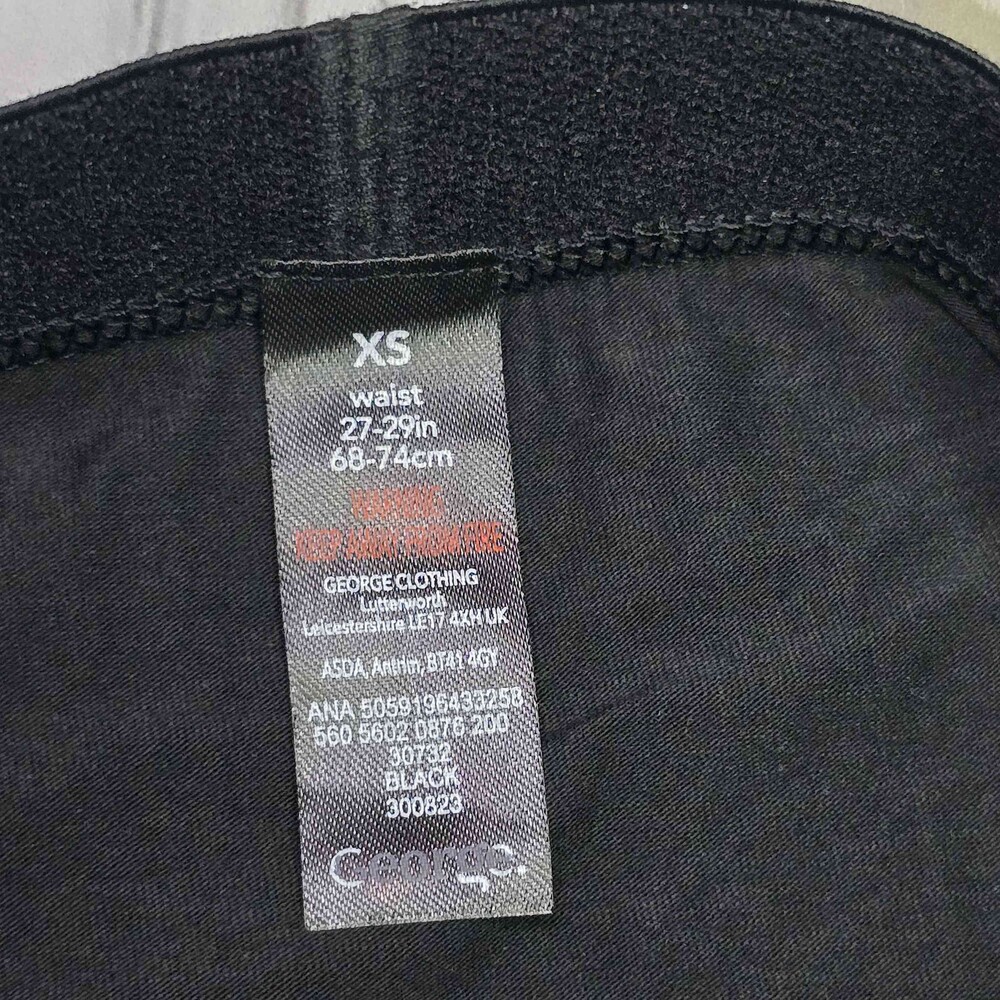 XS
waist
27-29in
68-74cm
WARNING
KEEP AWAY FROM FIRE
GEORGE CLOTHING
Lutterworth
Leicestershire LE17 4XH UK
ASDA, Antrim, BT41 4GY
ANA 5059196433258
560 5602 0876 200
30732
BLACK
300823
George.